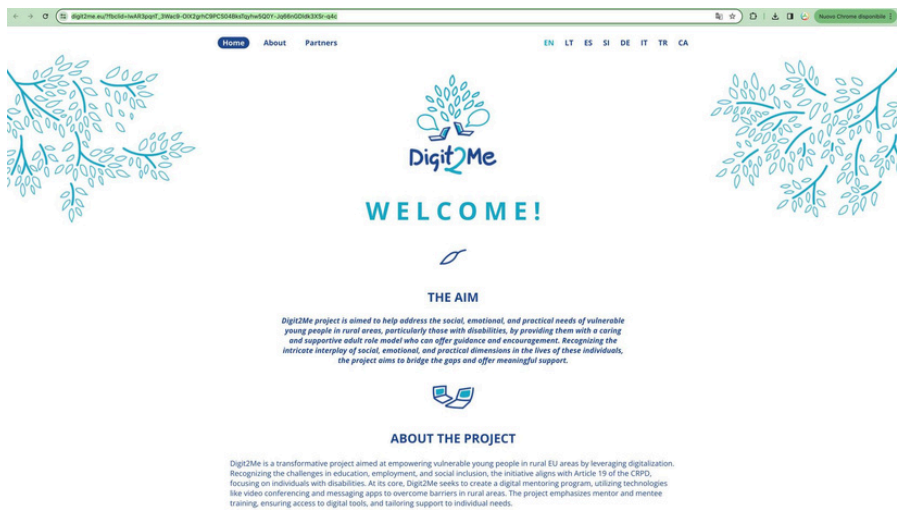 Nuovo Chrome disponibile
Home About Partners
EN LT ES SI DE IT TR CA
Digit2Me
WELCOME!
THE AIM
Digit2Me project is aimed to help address the social, emotional, and practical needs of vulnerable
young people in rural areas, particularly those with disabilities, by providing them with a caring
and supportive adult role model who can offer guidance and encouragement. Recognizing the
intricate interplay of social, emotional, and practical dimensions in the lives of these individuals,
the project aims to bridge the gaps and offer meaningful support.
ABOUT THE PROJECT
Digit2Me is a transformative project aimed at empowering vulnerable young people in rural EU areas by leveraging digitalization.
Recognizing the challenges in education, employment, and social inclusion, the initiative aligns with Article 19 of the CRPD,
focusing on individuals with disabilities. At its core, Digit2Me seeks to create a digital mentoring program, utilizing technologies
like video conferencing and messaging apps to overcome barriers in rural areas. The project emphasizes mentor and mentee
training, ensuring access to digital tools, and tailoring support to individual needs.